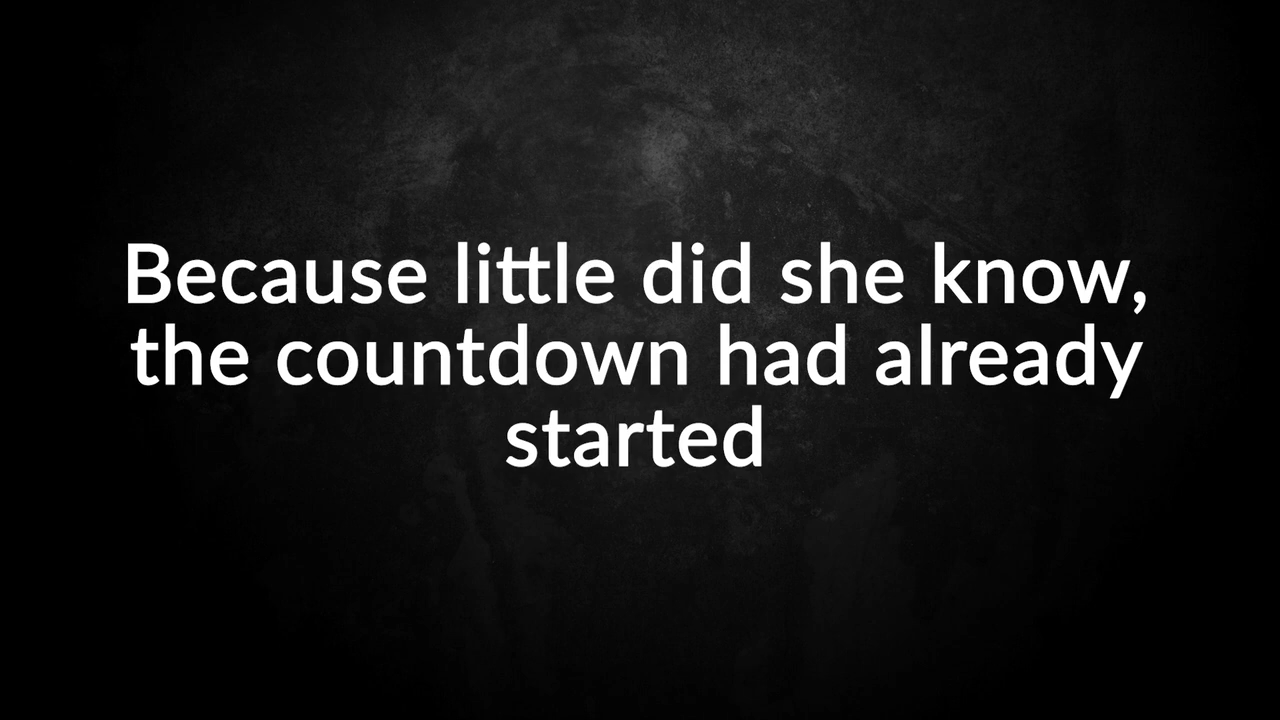 Because little did she know,
the countdown had already
started